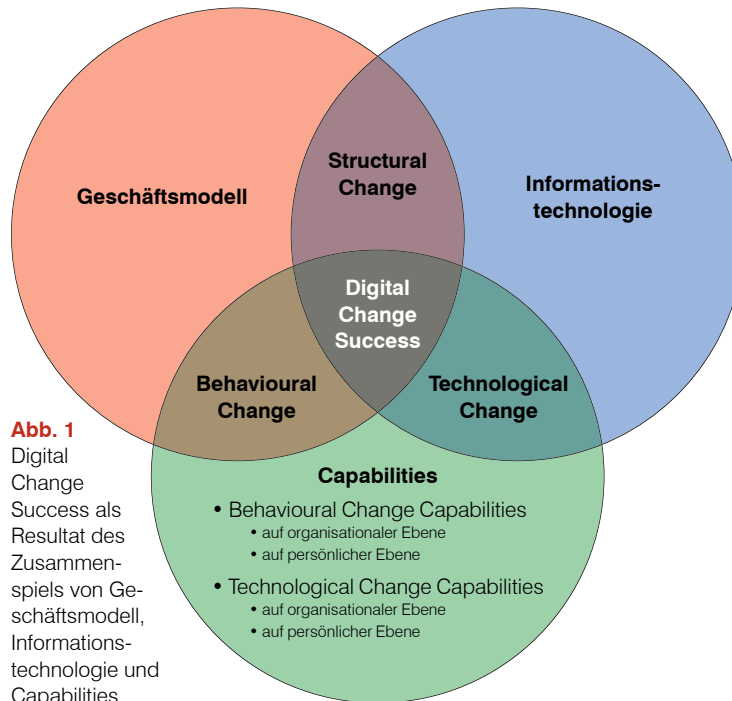 Structural
Change
Geschäftsmodell
Informations-
technologie
Digital
Change
Success
Behavioural
Change
Technological
Change
Capabilities
• Behavioural Change Capabilities
• auf organisationaler Ebene
• auf persönlicher Ebene
• Technological Change Capabilities
• auf organisationaler Ebene
• auf persönlicher Ebene
Abb. 1
Digital
Change
Success als
Resultat des
Zusammen-
spiels von Ge-
schäftsmodell,
Informations-
technologie und
Capabilities